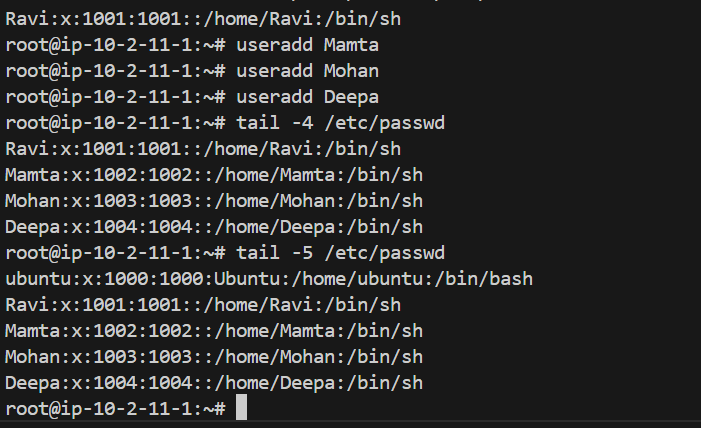 Ravi:x:1001:1001::/home/Ravi:/bin/sh
root@ip-10-2-11-1:~# useradd Mamta
root@ip-10-2-11-1:~# useradd Mohan
root@ip-10-2-11-1:~# useradd Deepa
root@ip-10-2-11-1:~# tail -4 /etc/passwd
Ravi:x:1001:1001::/home/Ravi:/bin/sh
Mamta:x:1002:1002::/home/Mamta:/bin/sh
Mohan:x:1003:1003::/home/Mohan:/bin/sh
Deepa:x:1004:1004::/home/Deepa:/bin/sh
root@ip-10-2-11-1:~# tail -5 /etc/passwd
ubuntu:x:1000:1000:Ubuntu:/home/ubuntu:/bin/bash
Ravi:x:1001:1001::/home/Ravi:/bin/sh
Mamta:x:1002:1002::/home/Mamta:/bin/sh
Mohan:x:1003:1003::/home/Mohan:/bin/sh
Deepa:x:1004:1004::/home/Deepa:/bin/sh
root@ip-10-2-11-1:~#